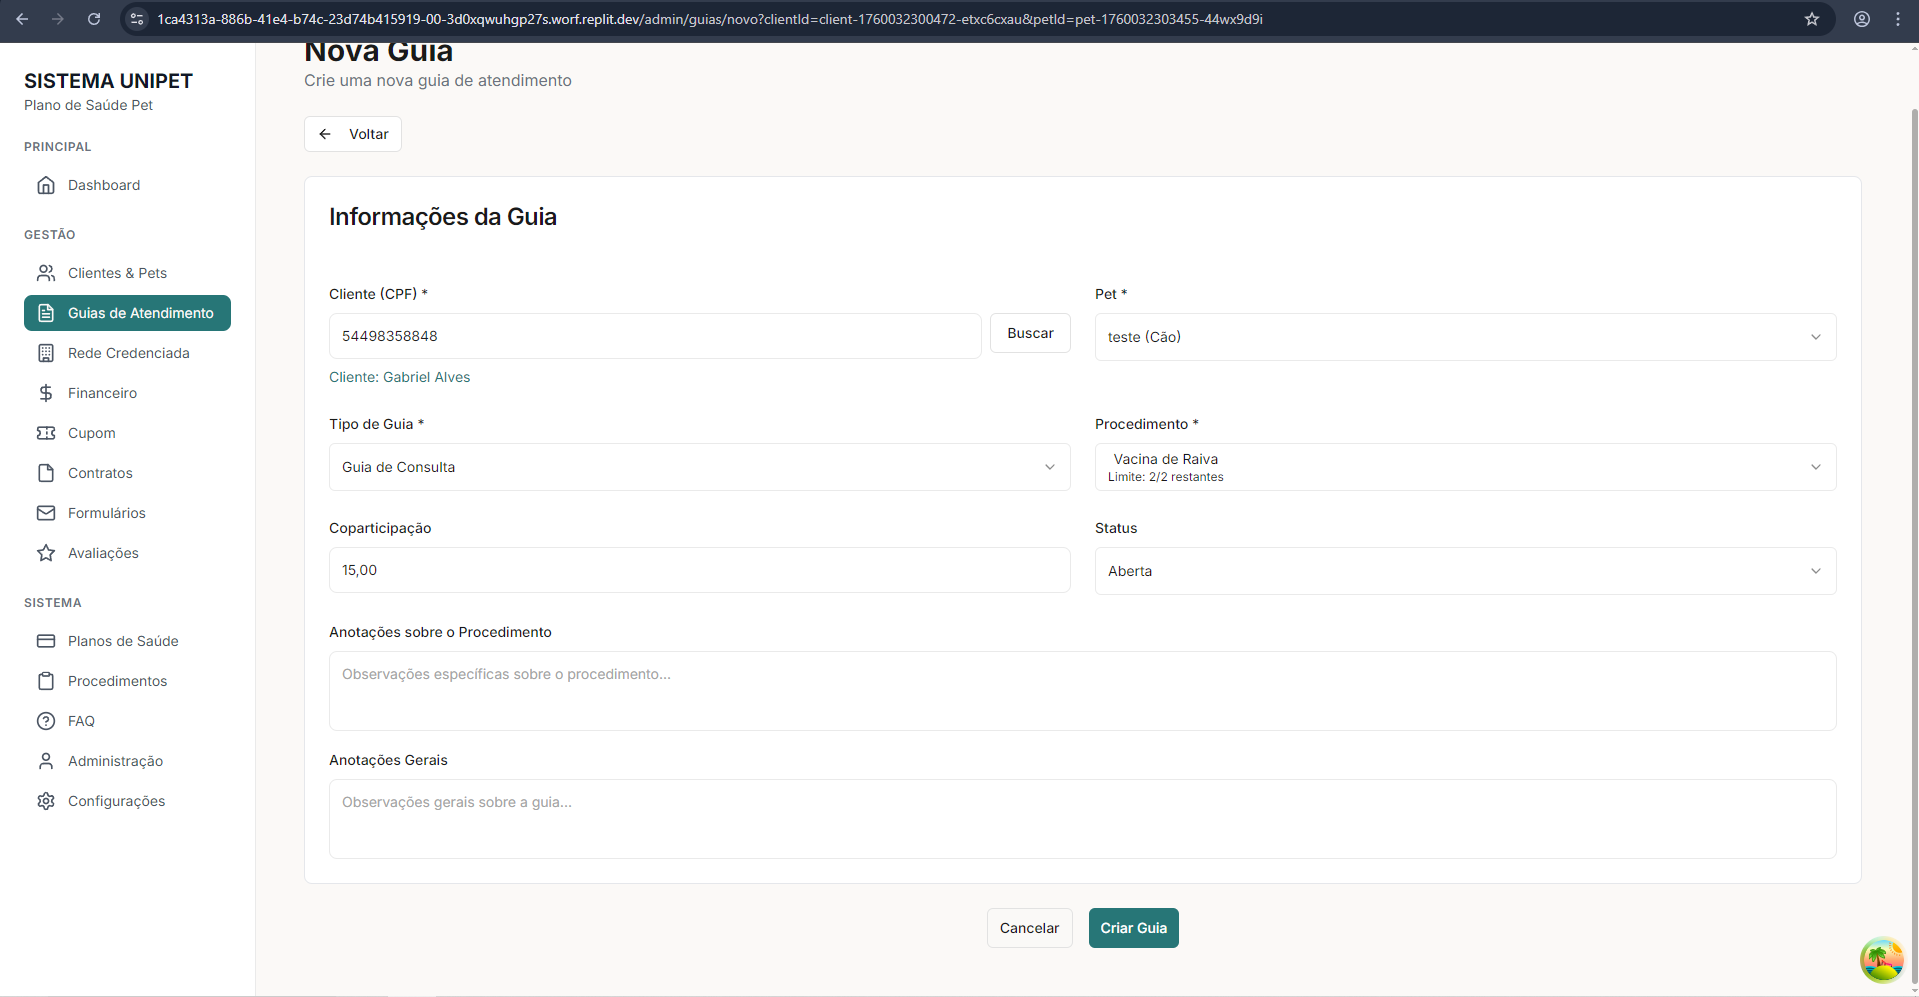 1ca4313a-886b-41e4-b74c-23d74b415919-00-3d0xqwuhgp27s.worf.replit.dev/admin/guias/novo?clientId=client-1760032300472-etxc6cxau&petId=pet-1760032303455-44wx9d9i
SISTEMA UNIPET
Plano de Saúde Pet
PRINCIPAL
Dashboard
GESTÃO
Clientes & Pets
Guias de Atendimento
Rede Credenciada
Financeiro
Cupom
Contratos
Formulários
Avaliações
SISTEMA
Planos de Saúde
Procedimentos
FAQ
Administração
Configurações
Nova Guia
Crie uma nova guia de atendimento
Voltar
Informações da Guia
Cliente (CPF) *
54498358848
Buscar
Cliente: Gabriel Alves
Pet *
teste (Cão)
Tipo de Guia *
Guia de Consulta
Procedimento *
Vacina de Raiva
Limite: 2/2 restantes
Coparticipação
15,00
Status
Aberta
Anotações sobre o Procedimento
Observações específicas sobre o procedimento...
Anotações Gerais
Observações gerais sobre a guia...
Cancelar
Criar Guia